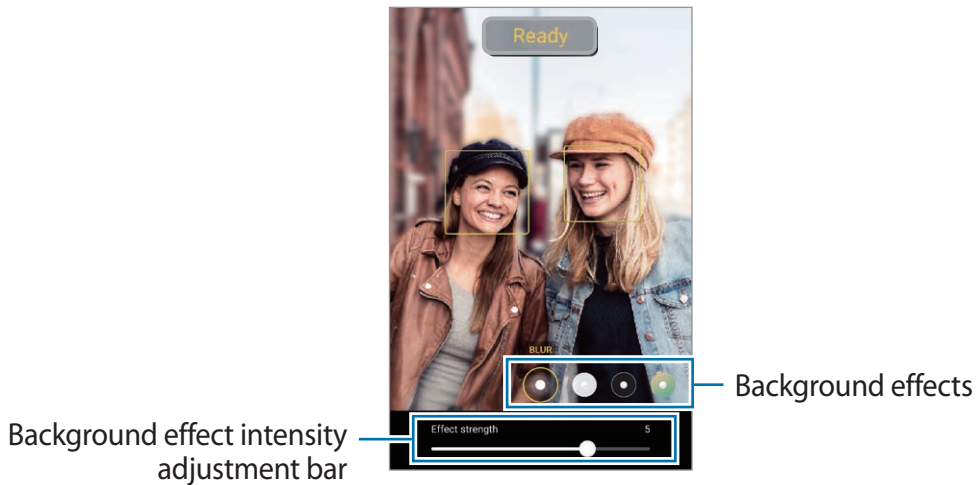 Ready
BLUR
Background effects
Effect strength 5
Background effect intensity
adjustment bar